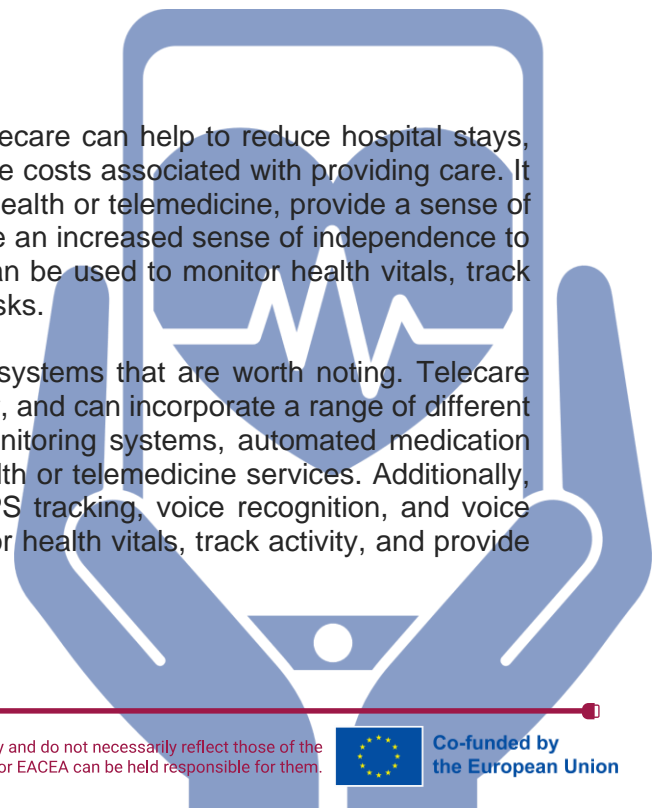 ecare can help to reduce hospital stays,
e costs associated with providing care. It
ealth or telemedicine, provide a sense of
e an increased sense of independence to
an be used to monitor health vitals, track
sks.
systems that are worth noting. Telecare
, and can incorporate a range of different
nitoring systems, automated medication
lth or telemedicine services. Additionally,
PS tracking, voice recognition, and voice
or health vitals, track activity, and provide
y and do not necessarily reflect those of the
or EACEA can be held responsible for them.
Co-funded by
the European Union